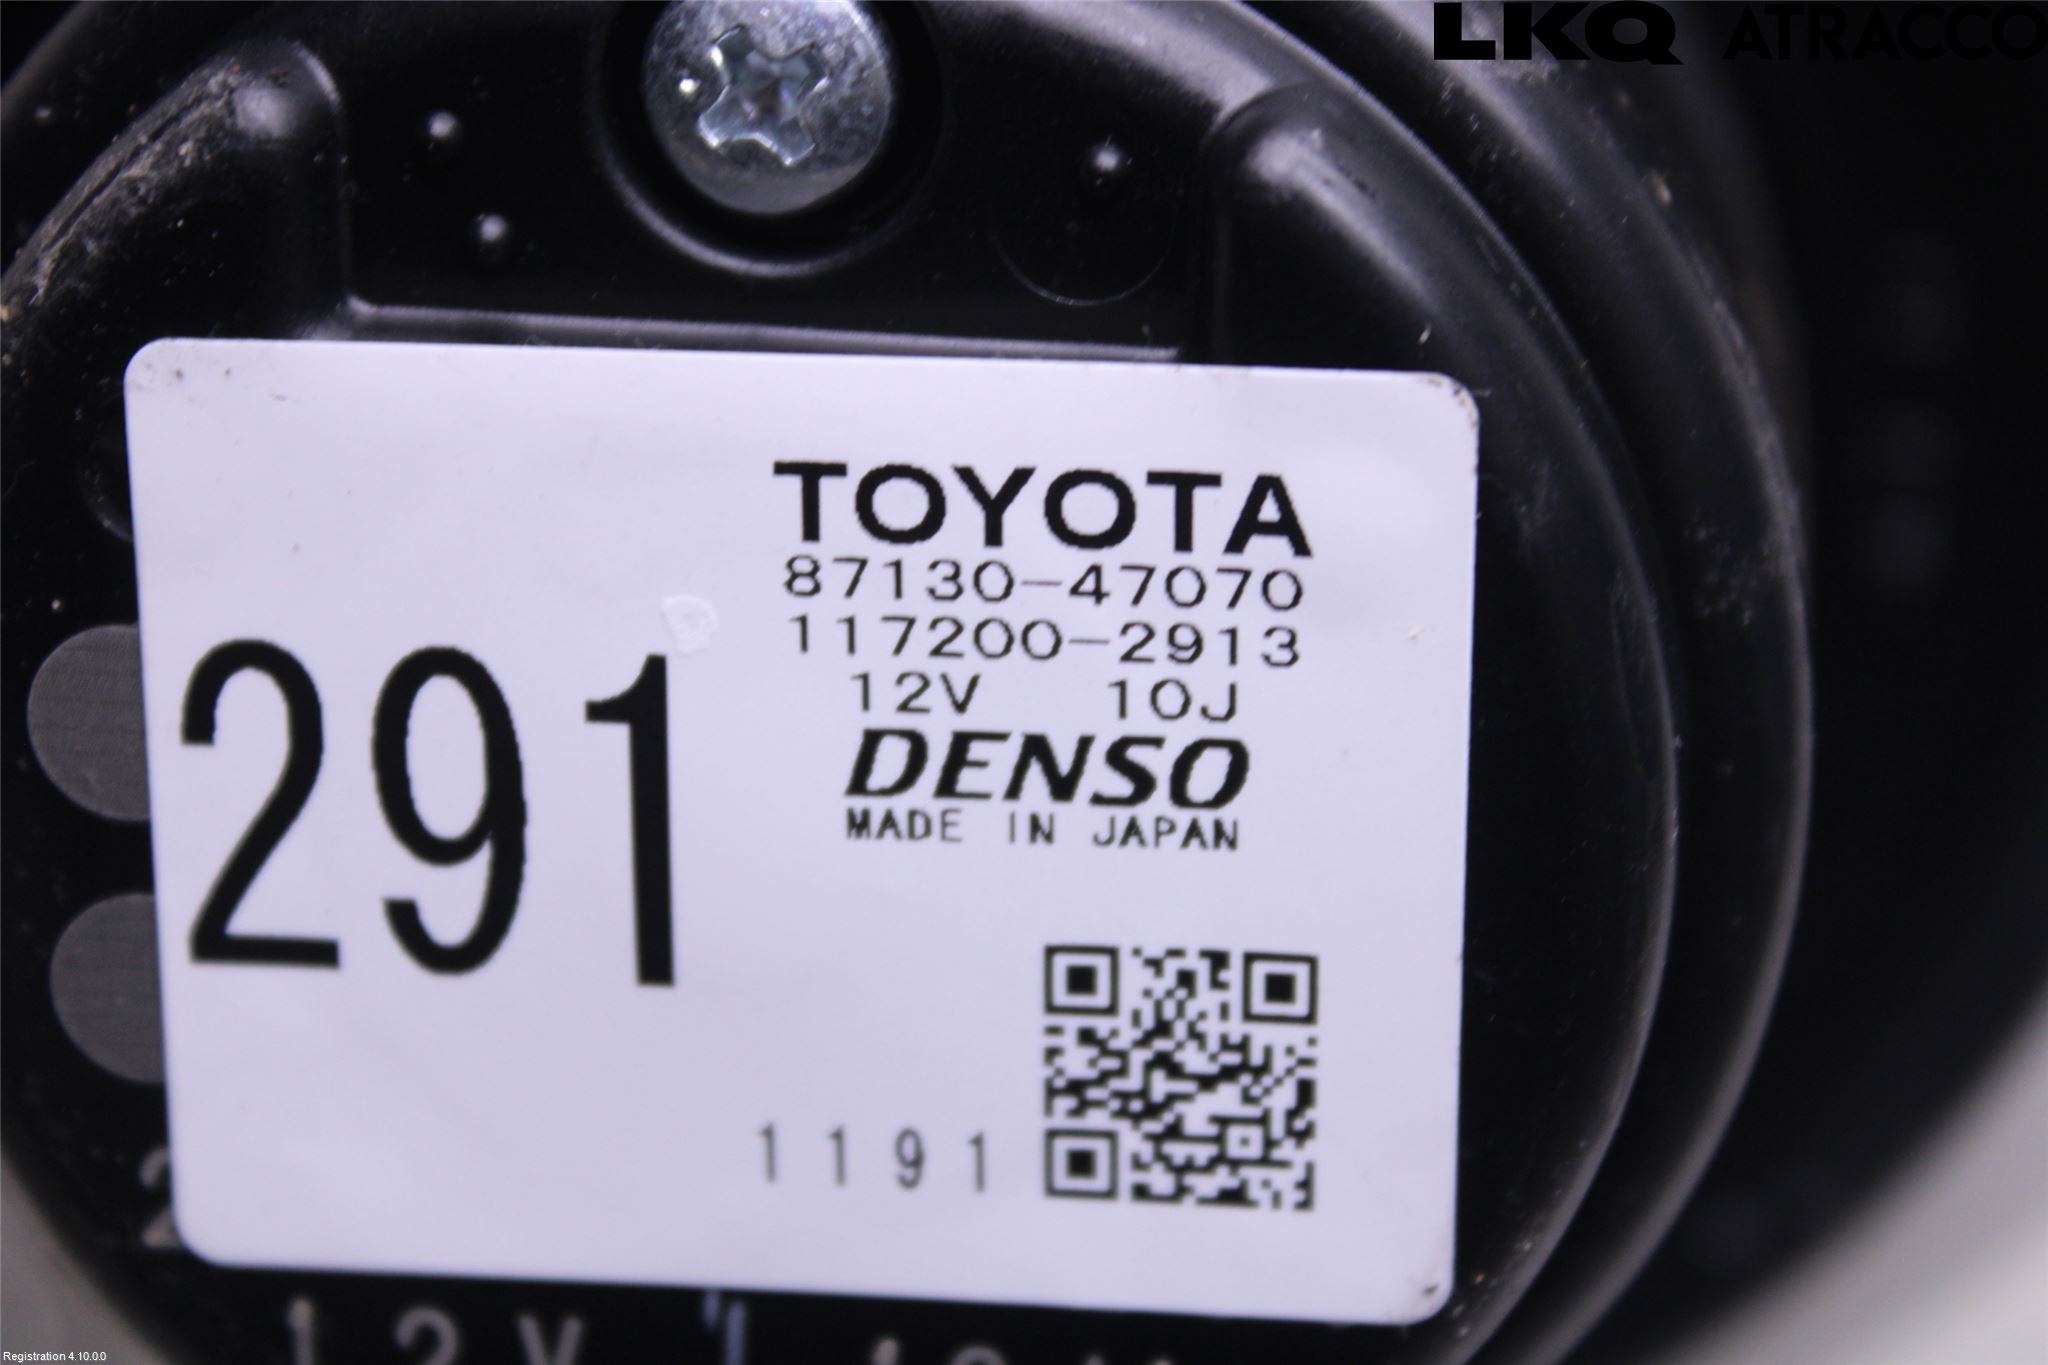 LKQ ATRACCO
TOYOTA
87130-47070
117200-2913
12V 10J
DENSO
MADE IN JAPAN
291
1191
12V
Registration 4.10.0.0